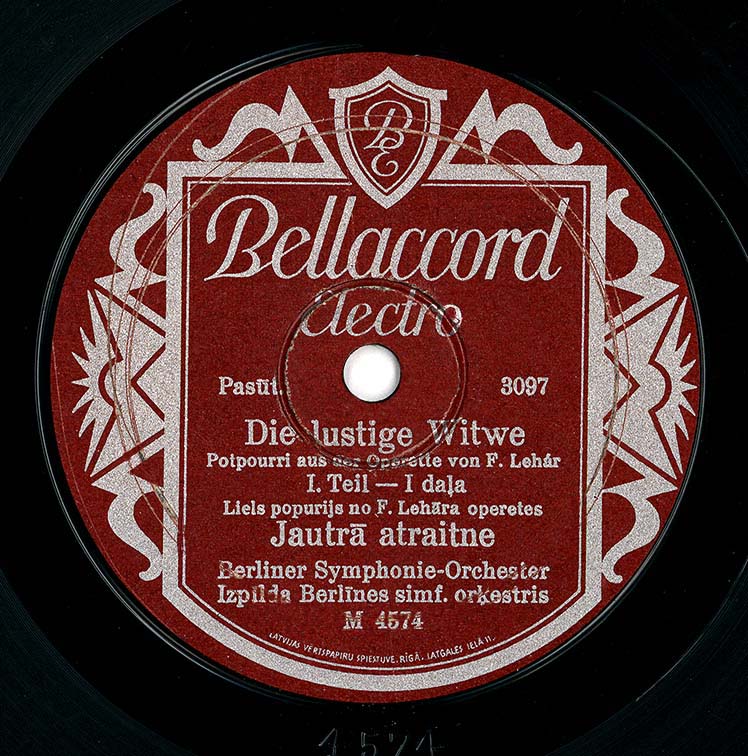 BE
Bellaccord
Electro
Pasūt. 3097
Die lustige Witwe
Potpourri aus der Operette von F. Lehár
I. Teil — I daļa
Liels popurijs no F. Lehāra operetes
Jautrā atraitne
Berliner Symphonie-Orchester
Izpilda Berlīnes simf. orķestris
M 4574
LATVIJAS VĒRTSPAPĪRU SPIESTUVE, RĪGĀ, LATGALES IELĀ 11.
4574